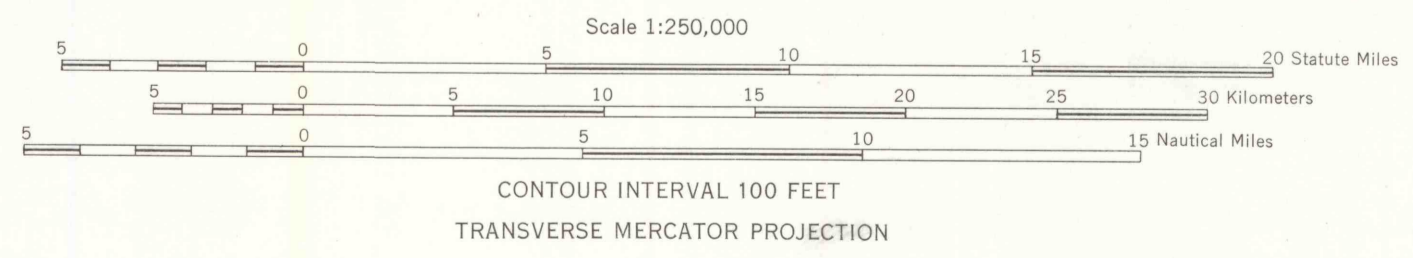 Scale 1:250,000
5 0 5 10 15 20 Statute Miles
5 0 5 10 15 20 25 30 Kilometers
5 0 5 10 15 Nautical Miles
CONTOUR INTERVAL 100 FEET
TRANSVERSE MERCATOR PROJECTION